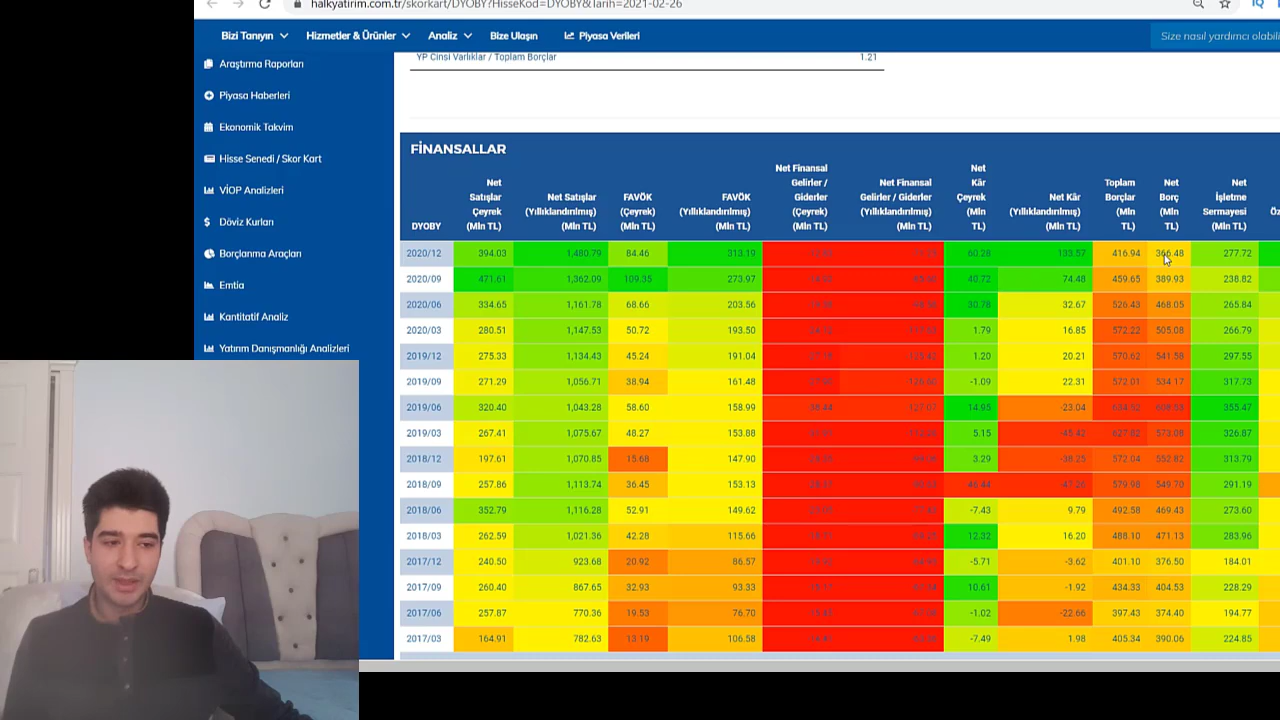 halkyatirim.com.tr/skorkart/DYOBY?HisseKod=DYOBY&Tarih=2021-02-26
Bizi Tanıyın Hizmetler & Ürünler Analiz Bize Ulaşın Piyasa Verileri Size nasıl yardımcı olabili
Araştırma Raporları
Piyasa Haberleri
Ekonomik Takvim
Hisse Senedi / Skor Kart
VİOP Analizleri
Döviz Kurları
Borçlanma Araçları
Emtia
Kantitatif Analiz
Yatırım Danışmanlığı Analizleri
YP Cinsi Varlıklar / Toplam Borçlar 1.21
FİNANSALLAR
DYOBY
Net Satışlar Çeyrek (Mln TL)
Net Satışlar (Yıllıklandırılmış) (Mln TL)
FAVÖK (Çeyrek) (Mln TL)
FAVÖK (Yıllıklandırılmış) (Mln TL)
Net Finansal Gelirler / Giderler (Çeyrek) (Mln TL)
Net Finansal Gelirler / Giderler (Yıllıklandırılmış) (Mln TL)
Net Kâr Çeyrek (Mln TL)
Net Kâr (Yıllıklandırılmış) (Mln TL)
Toplam Borçlar (Mln TL)
Net Borç (Mln TL)
Net İşletme Sermayesi (Mln TL)
2020/12 394.03 1,480.79 84.46 313.19 60.28 133.57 416.94 366.48 277.72
2020/09 471.61 1,362.09 109.35 273.97 40.72 74.48 459.65 389.93 238.82
2020/06 334.65 1,161.78 68.66 203.56 30.78 32.67 526.43 468.05 265.84
2020/03 280.51 1,147.53 50.72 193.50 1.79 16.85 572.22 505.08 266.79
2019/12 275.33 1,134.43 45.24 191.04 1.20 20.21 570.62 541.58 297.55
2019/09 271.29 1,056.71 38.94 161.48 -1.09 22.31 572.01 534.17 317.73
2019/06 320.40 1,043.28 58.60 158.99 14.95 -23.04 355.47
2019/03 267.41 1,075.67 48.27 153.88 5.15 -45.42 573.08 326.87
2018/12 197.61 1,070.85 15.68 147.90 3.29 -38.25 572.04 552.82 313.79
2018/09 257.86 1,113.74 36.45 153.13 579.98 549.70 291.19
2018/06 352.79 1,116.28 52.91 149.62 -7.43 9.79 492.58 469.43 273.60
2018/03 262.59 1,021.36 42.28 115.66 12.32 16.20 488.10 471.13 283.96
2017/12 240.50 923.68 20.92 86.57 -5.71 -3.62 401.10 376.50 184.01
2017/09 260.40 867.65 32.93 93.33 10.61 -1.92 434.33 404.53 228.29
2017/06 257.87 770.36 19.53 76.70 -1.02 -22.66 397.43 374.40 194.77
2017/03 164.91 782.63 13.19 106.58 -7.49 1.98 405.34 390.06 224.85